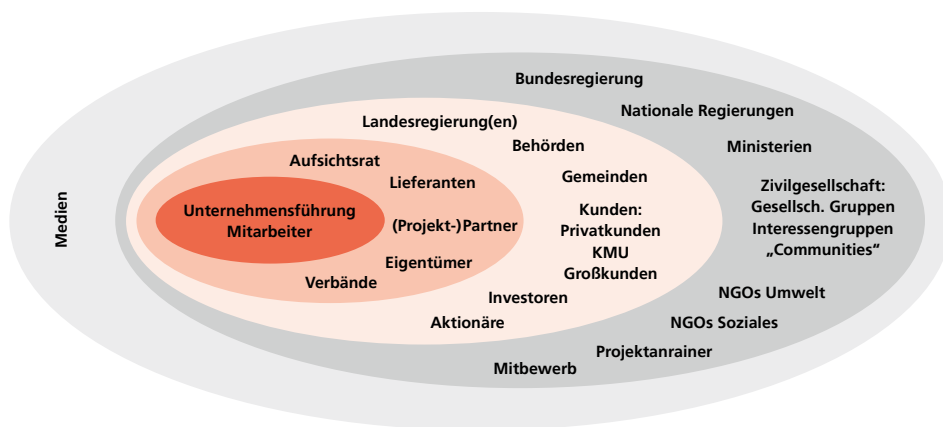 Bundesregierung
Nationale Regierungen
Landesregierung(en)
Behörden
Ministerien
Aufsichtsrat
Lieferanten
Gemeinden
Zivilgesellschaft:
Gesellsch. Gruppen
Interessengruppen
„Communities“
Medien
Unternehmensführung
Mitarbeiter
(Projekt-)Partner
Kunden:
Privatkunden
KMU
Großkunden
Eigentümer
Verbände
Investoren
Aktionäre
NGOs Umwelt
NGOs Soziales
Projektanrainer
Mitbewerb